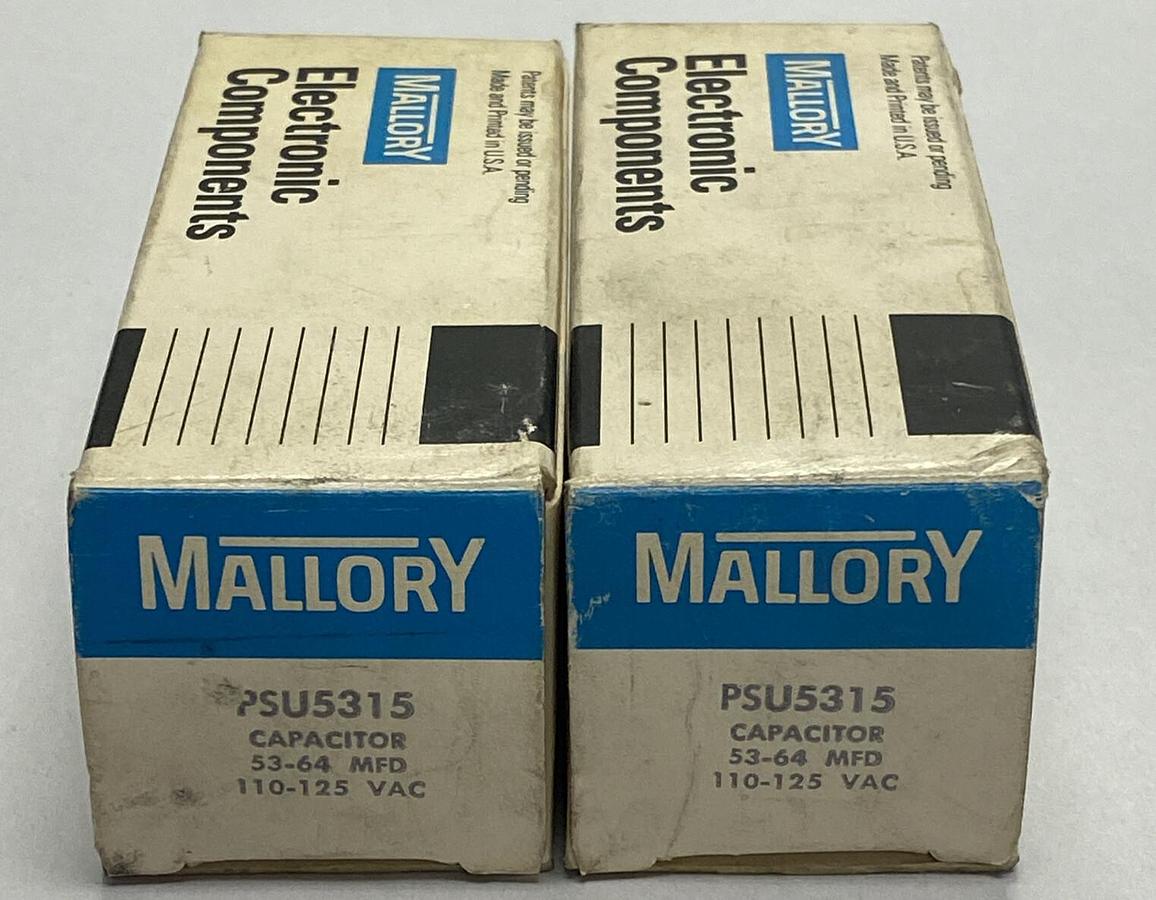 MALLORY
Electronic
Components
Patents may be issued or pending
Made and Printed in U.S.A.
MALLORY
PSU5315
CAPACITOR
53-64 MFD
110-125 VAC
MALLORY
Electronic
Components
Patents may be issued or pending
Made and Printed in U.S.A.
MALLORY
PSU5315
CAPACITOR
53-64 MFD
110-125 VAC